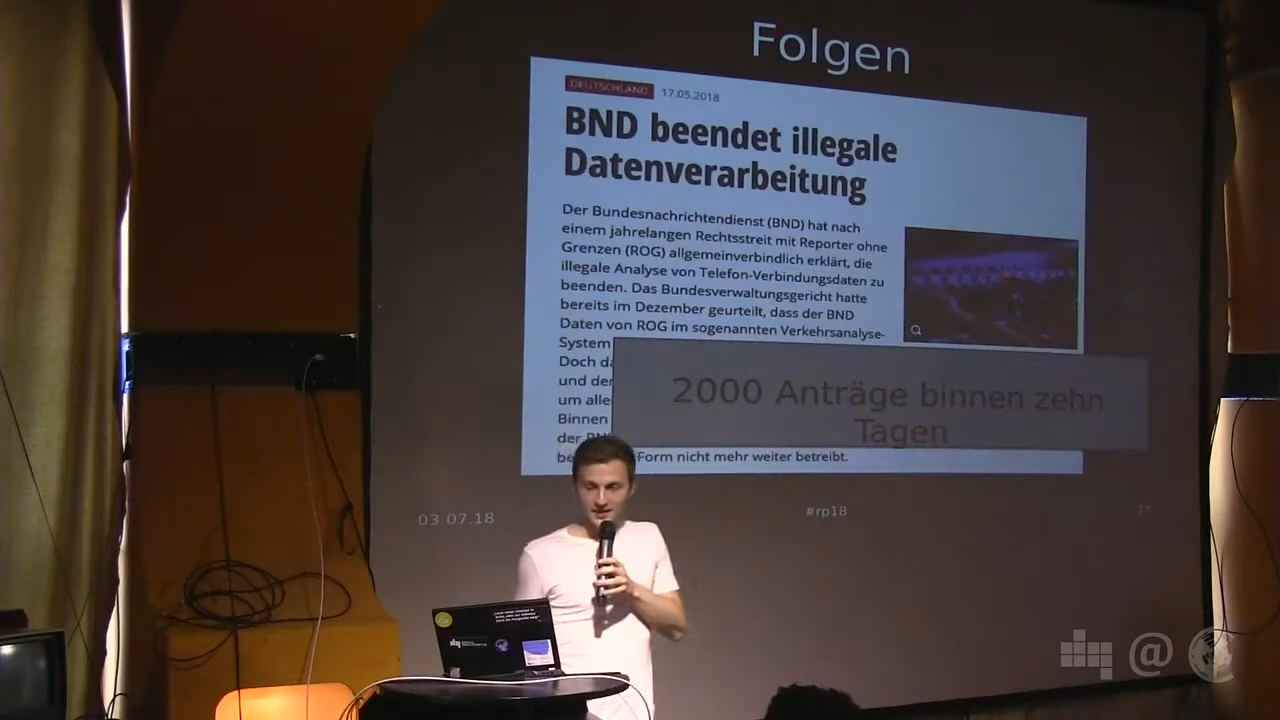 Folgen
DEUTSCHLAND 17.05.2018
BND beendet illegale
Datenverarbeitung
Der Bundesnachrichtendienst (BND) hat nach
einem jahrelangen Rechtsstreit mit Reporter ohne
Grenzen (ROG) allgemeinverbindlich erklärt, die
illegale Analyse von Telefon-Verbindungsdaten zu
beenden. Das Bundesverwaltungsgericht hatte
bereits im Dezember geurteilt, dass der BND
Daten von ROG im sogenannten Verkehrsanalyse-
System
Doch da
und der
um alle
Binnen
der BND
be Form nicht mehr weiter betreibt.
2000 Anträge binnen zehn
Tagen
03.07.18 #rp18
@